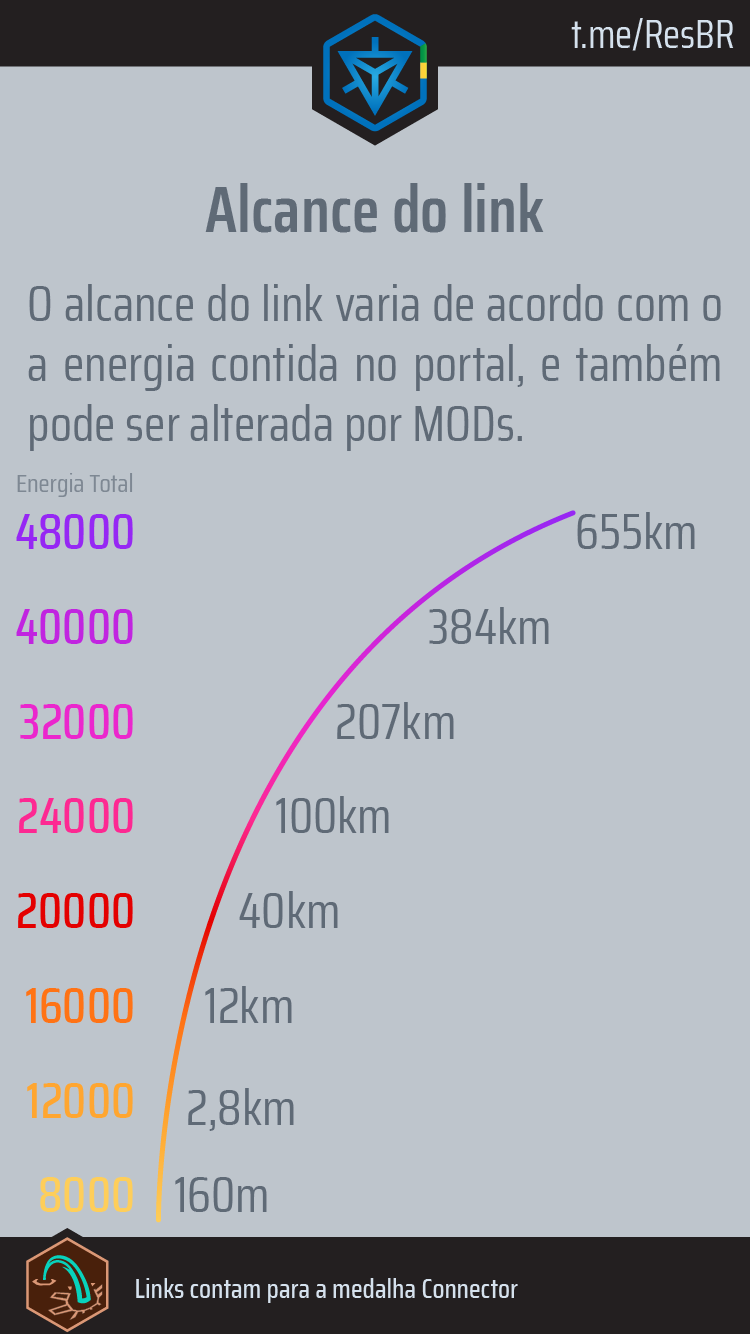 t.me/ResBR
Alcance do link
O alcance do link varia de acordo com o
a energia contida no portal, e também
pode ser alterada por MODs.
Energia Total
48000 655km
40000 384km
32000 207km
24000 100km
20000 40km
16000 12km
12000 2,8km
8000 160m
Links contam para a medalha Connector